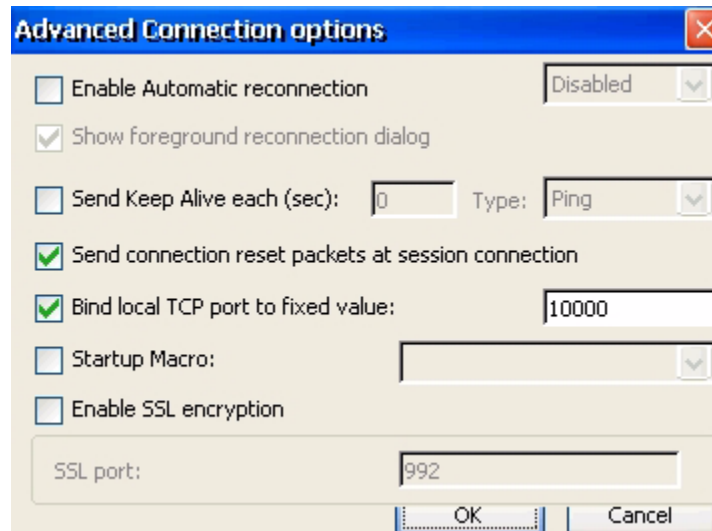 Advanced Connection options
Enable Automatic reconnection Disabled
Show foreground reconnection dialog
Send Keep Alive each (sec): 0 Type: Ping
Send connection reset packets at session connection
Bind local TCP port to fixed value: 10000
Startup Macro:
Enable SSL encryption
SSL port: 992
OK Cancel